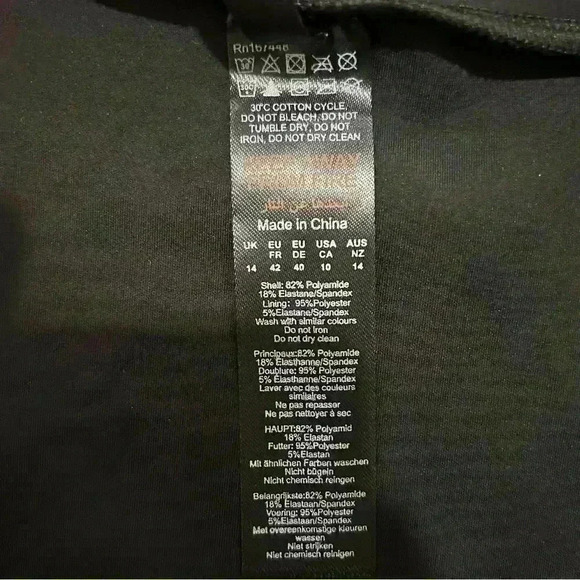 Rn167448
30°C COTTON CYCLE,
DO NOT BLEACH, DO NOT
TUMBLE DRY, DO NOT
IRON, DO NOT DRY CLEAN
KEEP AWAY
FROM FIRE
Made in China
UK EU EU USA AUS
FR DE CA NZ
14 42 40 10 14
Shell: 82% Polyamide
18% Elastane/Spandex
Lining: 95%Polyester
5%Elastane/Spandex
Wash with similar colours
Do not Iron
Do not dry clean
Principaux:82% Polyamide
18% Elasthanne/Spandex
Doublure: 95% Polyester
5% Elasthanne/Spandex
Laver avec des couleurs
similaires
Ne pas repasser
Ne pas nettoyer à sec
HAUPT:82% Polyamid
18% Elastan
Futter: 95%Polyester
5%Elastan
Mit ähnlichen Farben waschen
Nicht bügeln
Nicht chemisch reinigen
Belangrijkste:82% Polyamide
18% Elastaan/Spandex
Voering: 95%Polyester
5%Elastaan/Spandex
Met overeenkomstige kleuren
wassen
Niet strijken
Niet chemisch reinigen